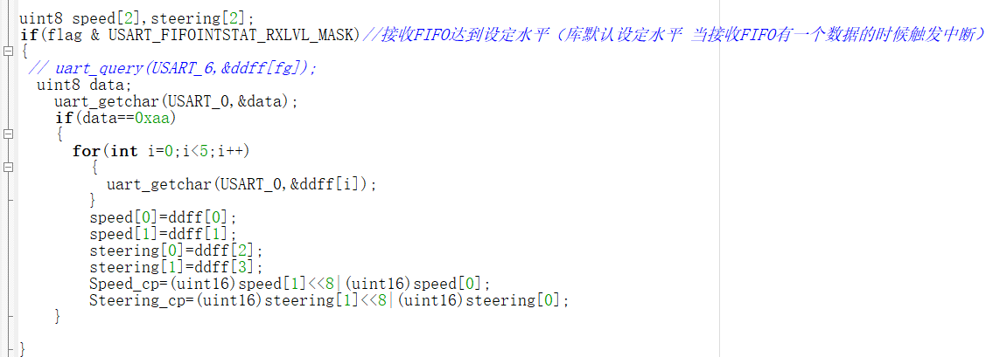 uint8 speed[2],steering[2];
if(flag & USART_FIFOINTSTAT_RXLVL_MASK)//接收FIFO达到设定水平（库默认设定水平 当接收FIFO有一个数据的时候触发中断）
{
// uart_query(USART_6,&ddff[fg]);
uint8 data;
uart_getchar(USART_0,&data);
if(data==0xaa)
{
for(int i=0;i<5;i++)
{
uart_getchar(USART_0,&ddff[i]);
}
speed[0]=ddff[0];
speed[1]=ddff[1];
steering[0]=ddff[2];
steering[1]=ddff[3];
Speed_cp=(uint16)speed[1]<<8|(uint16)speed[0];
Steering_cp=(uint16)steering[1]<<8|(uint16)steering[0];
}
}